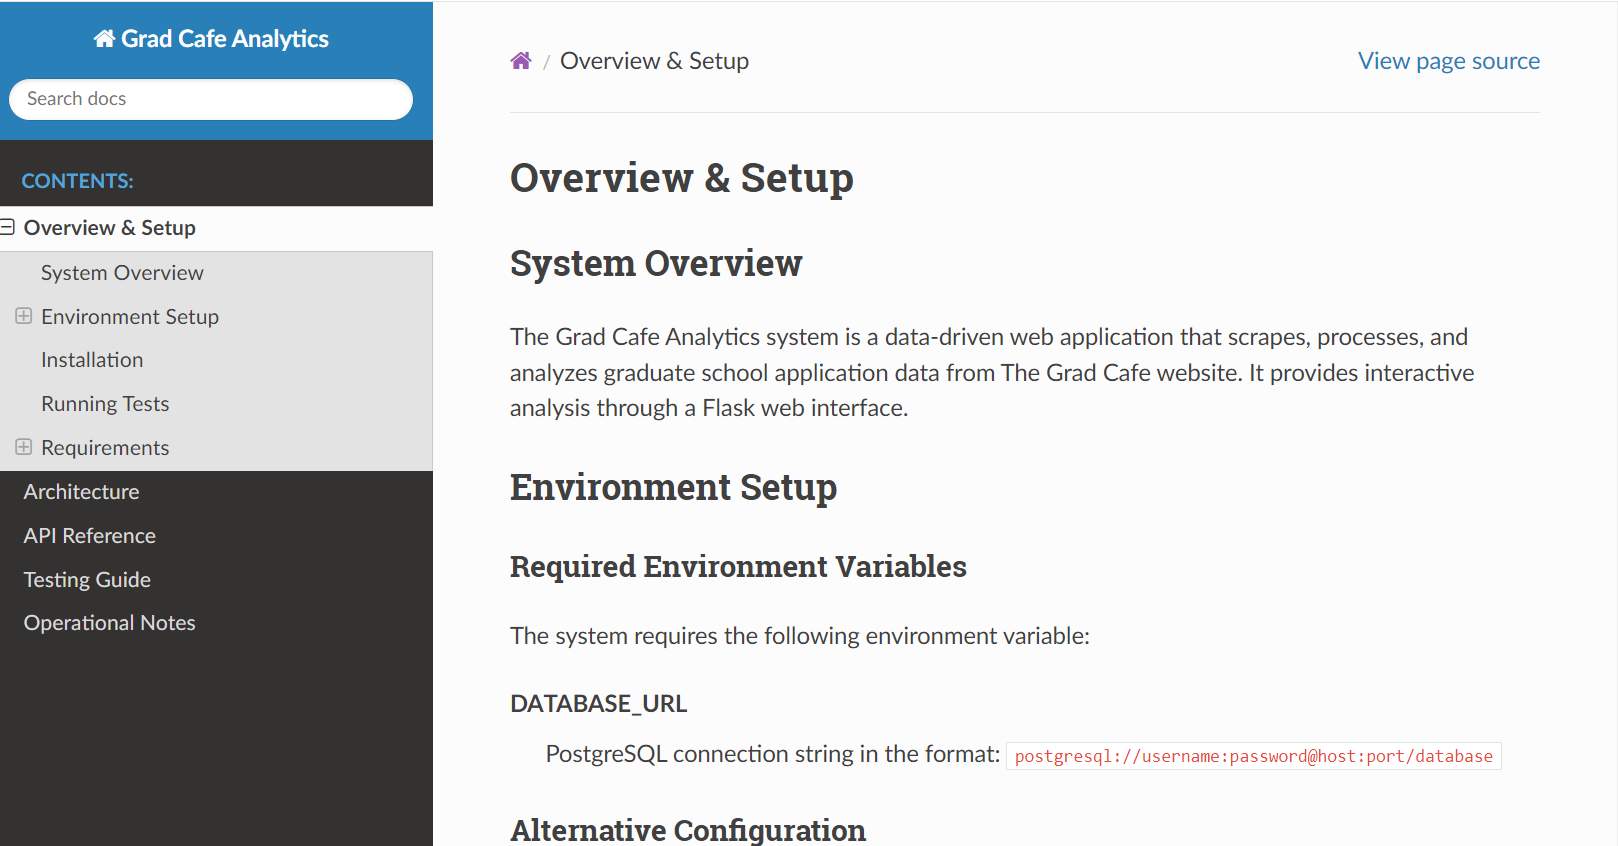 Grad Cafe Analytics
Search docs
CONTENTS:
Overview & Setup
System Overview
Environment Setup
Installation
Running Tests
Requirements
Architecture
API Reference
Testing Guide
Operational Notes
/ Overview & Setup
View page source
Overview & Setup
System Overview
The Grad Cafe Analytics system is a data-driven web application that scrapes, processes, and
analyzes graduate school application data from The Grad Cafe website. It provides interactive
analysis through a Flask web interface.
Environment Setup
Required Environment Variables
The system requires the following environment variable:
DATABASE_URL
PostgreSQL connection string in the format: postgresql://username:password@host:port/database
Alternative Configuration